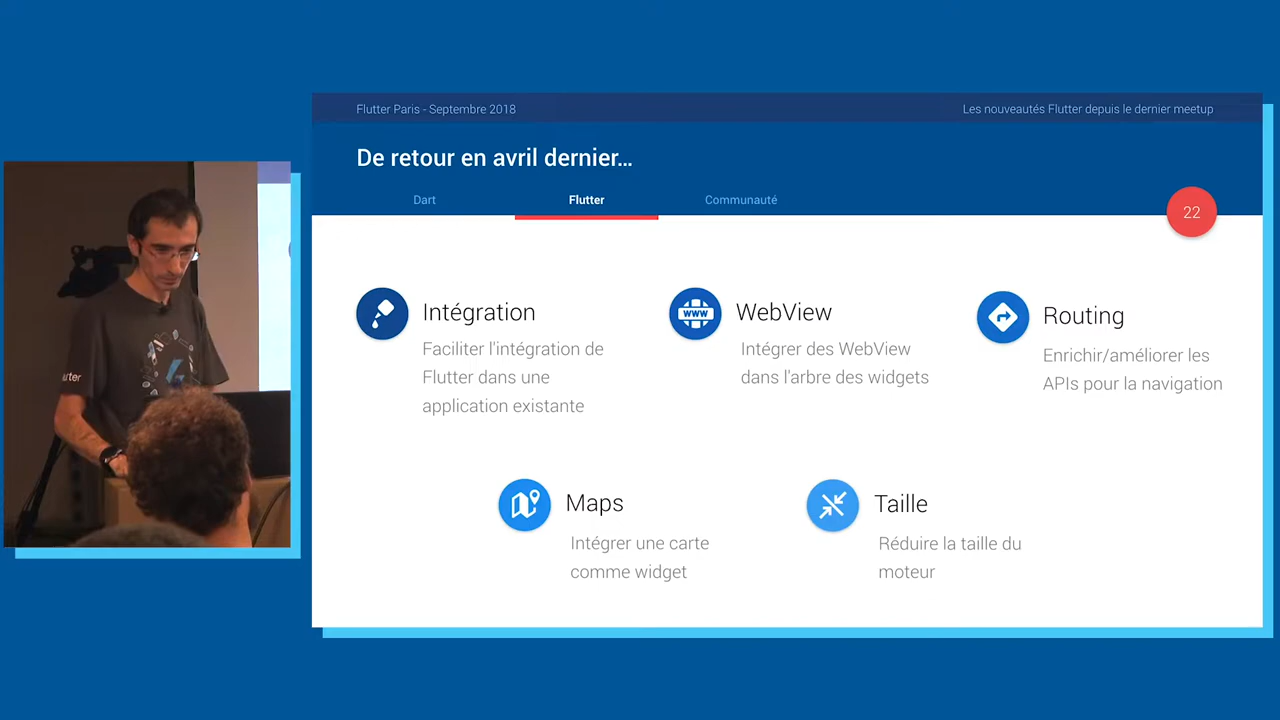 Flutter Paris - Septembre 2018
Les nouveautés Flutter depuis le dernier meetup
De retour en avril dernier...
Dart
Flutter
Communauté
22
Intégration
Faciliter l'intégration de
Flutter dans une
application existante
www
WebView
Intégrer des WebView
dans l'arbre des widgets
Routing
Enrichir/améliorer les
APIs pour la navigation
Maps
Intégrer une carte
comme widget
Taille
Réduire la taille du
moteur